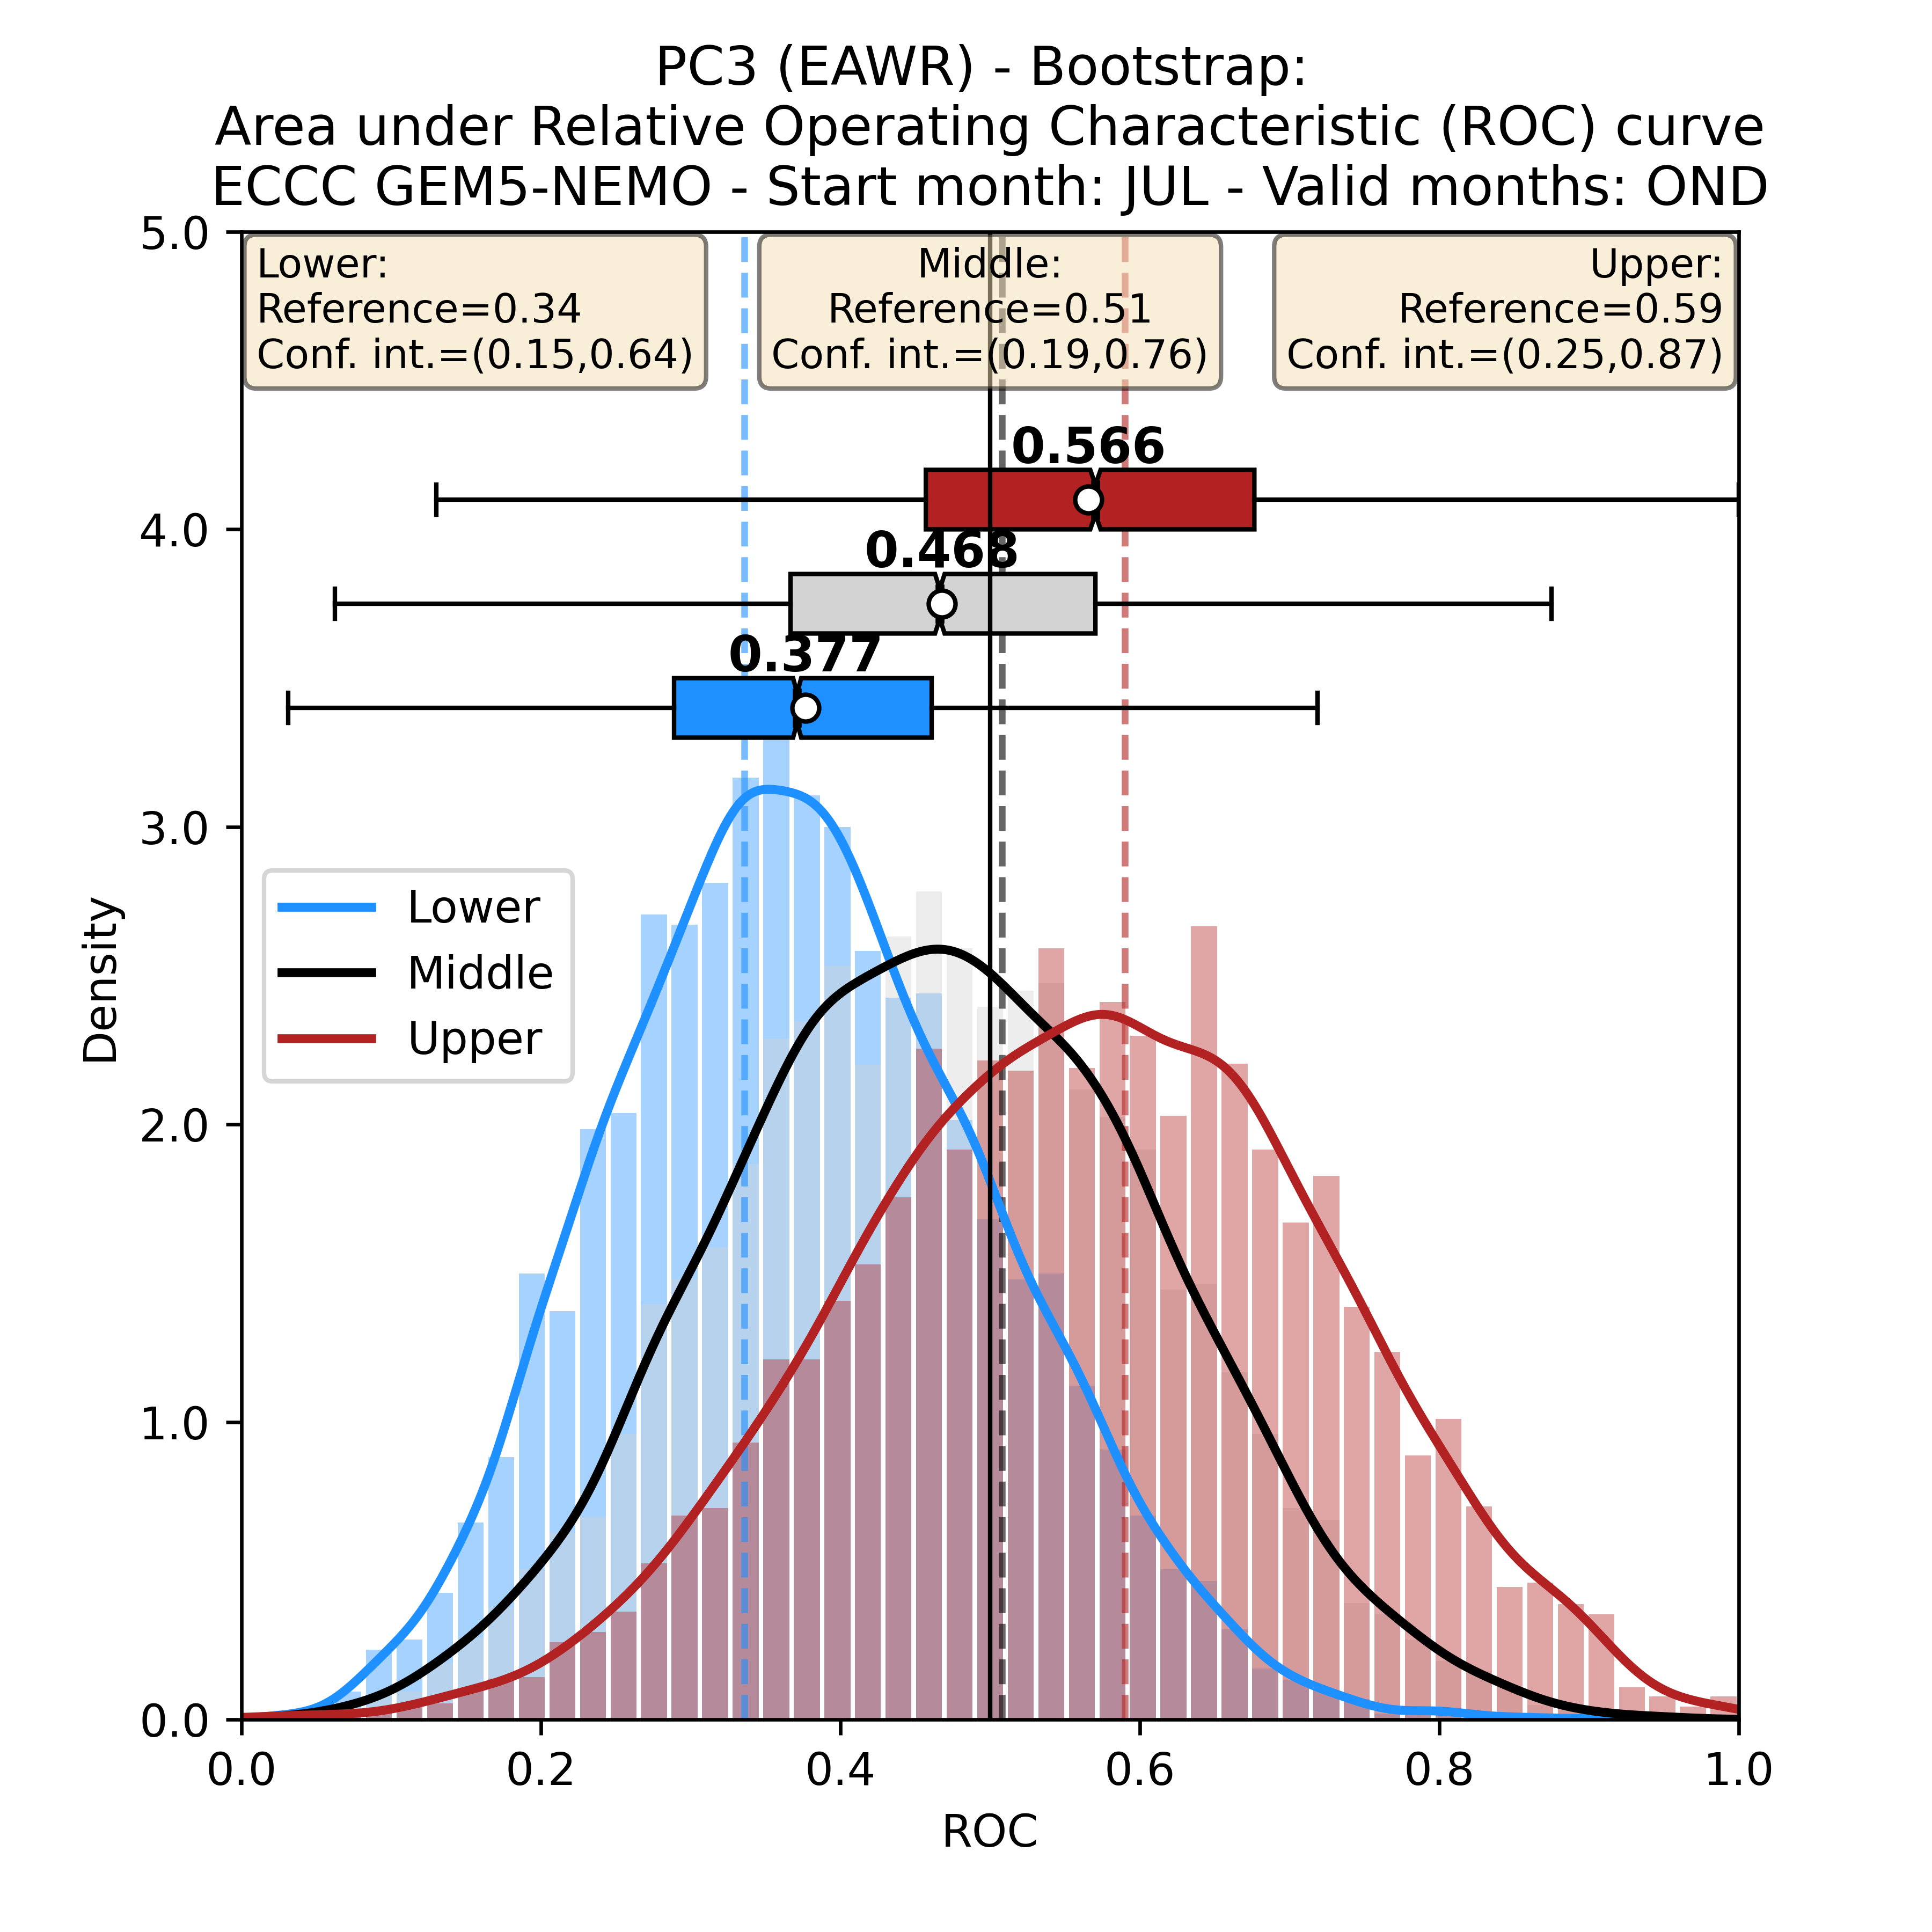 PC3 (EAWR) - Bootstrap:
Area under Relative Operating Characteristic (ROC) curve
ECCC GEM5-NEMO - Start month: JUL - Valid months: OND
Lower:
Reference=0.34
Conf. int.=(0.15,0.64)
Middle:
Reference=0.51
Conf. int.=(0.19,0.76)
Upper:
Reference=0.59
Conf. int.=(0.25,0.87)
0.566
0.468
0.377
Lower
Middle
Upper
Density
5.0
4.0
3.0
2.0
1.0
0.0
0.0 0.2 0.4 0.6 0.8 1.0
ROC